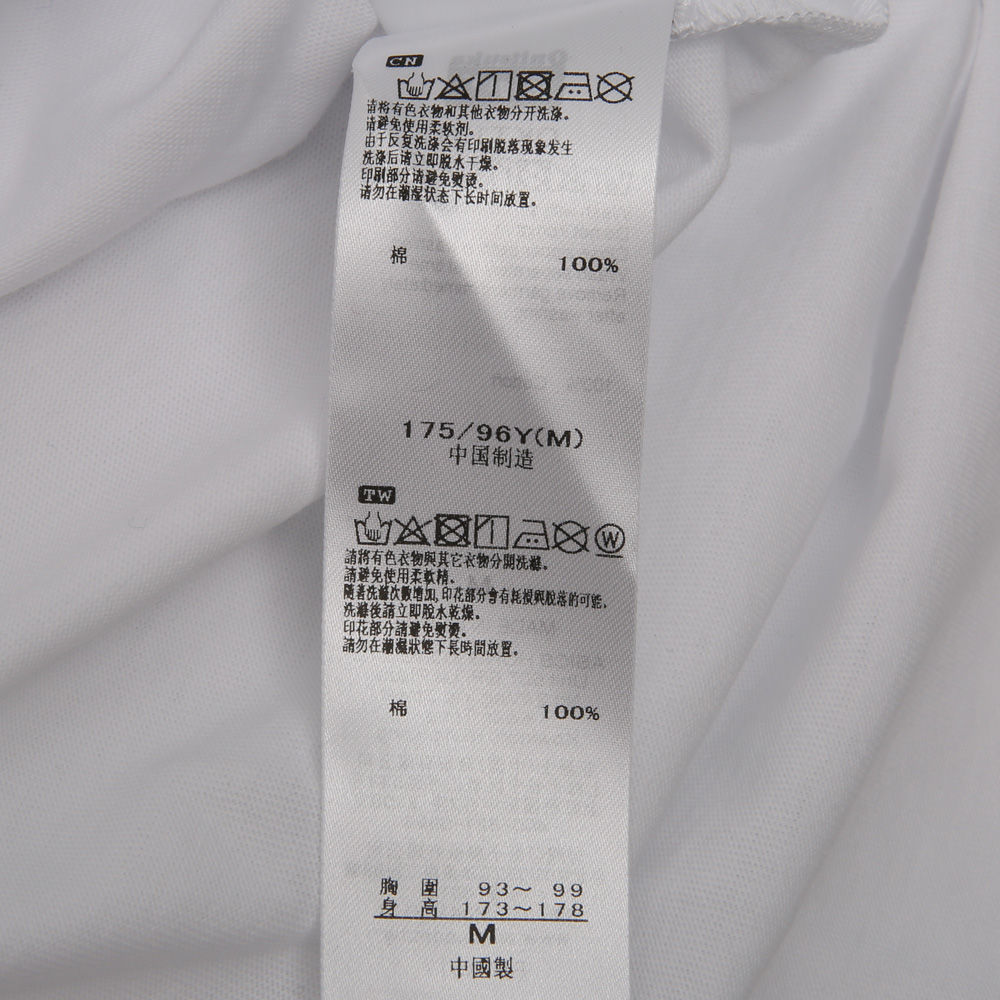 CN
请将有色衣物和其他衣物分开洗涤。
请避免使用柔软剂。
由于反复洗涤会有印刷脱落现象发生
洗涤后请立即脱水干燥。
印刷部分请避免熨烫。
请勿在潮湿状态下长时间放置。
棉 100%
175/96Y(M)
中国制造
TW
W
請將有色衣物與其它衣物分開洗滌。
請避免使用柔軟精。
隨著洗滌次數增加,印花部分會有耗損與脫落的可能。
洗滌後請立即脫水乾燥。
印花部分請避免熨燙。
請勿在潮濕狀態下長時間放置。
棉 100%
胸 圍 93～ 99
身 高 173～178
M
中國製